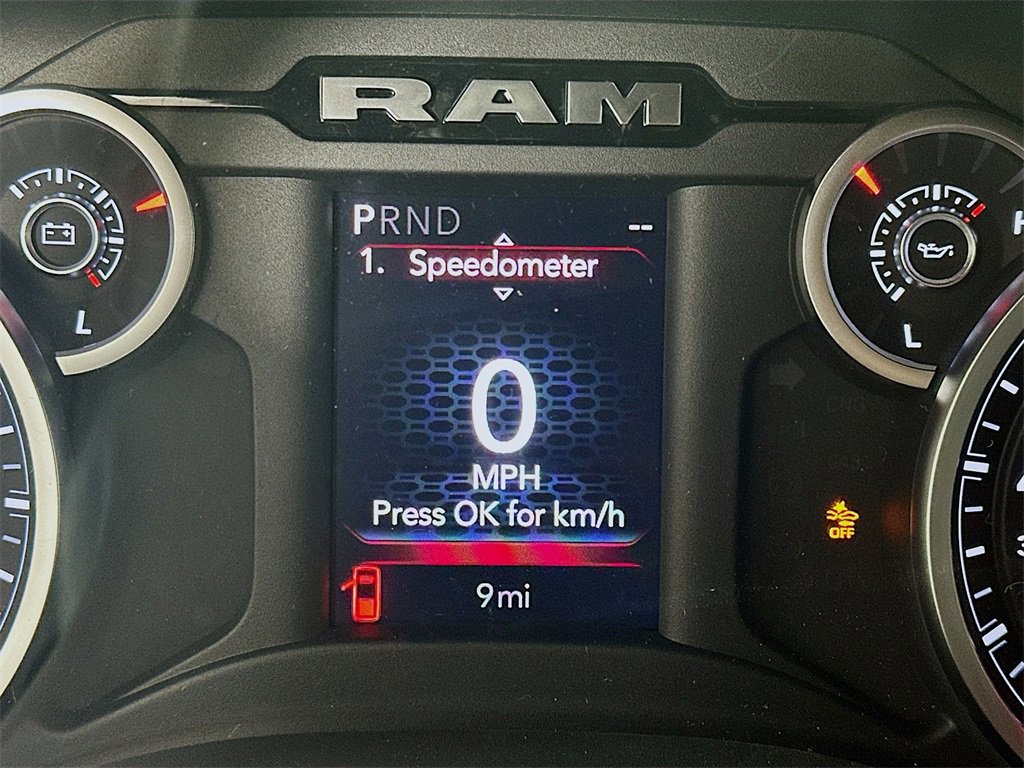 RAM
PRND
--
1. Speedometer
0
MPH
Press OK for km/h
9mi
L
L
H
OFF